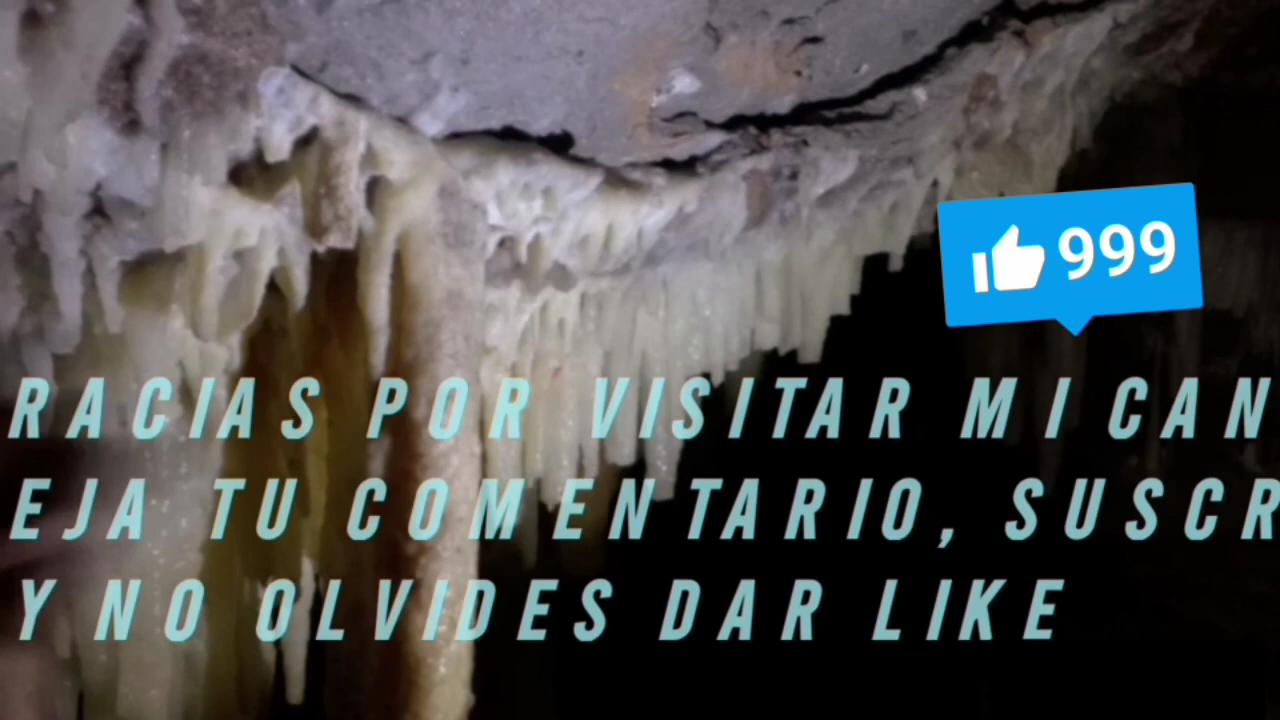 999
RACIAS POR VISITAR MI CAN
EJA TU COMENTARIO, SUSCR
Y NO OLVIDES DAR LIKE